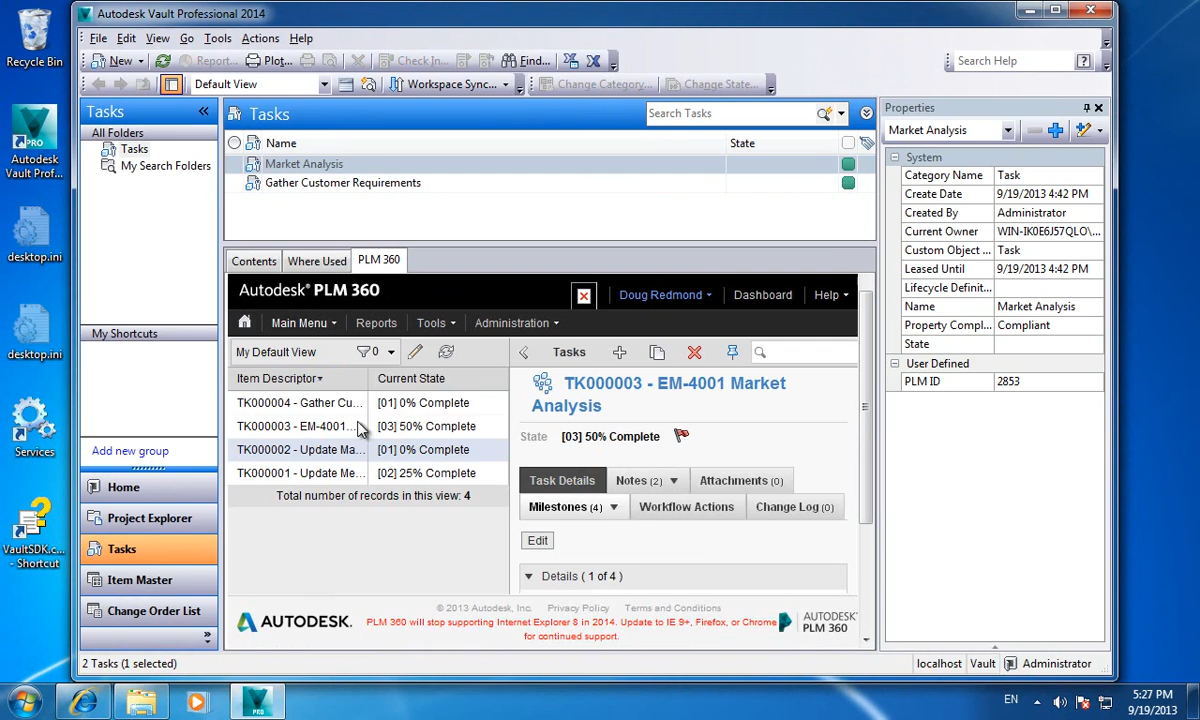 Recycle Bin
Autodesk
Vault Prof...
desktop.ini
desktop.ini
Services
VaultSDK.c...
- Shortcut
Autodesk Vault Professional 2014
File Edit View Go Tools Actions Help
New Report... Plot... Check In... Find... Search Help
Default View Workspace Sync... Change Category... Change State...
Tasks
All Folders
Tasks
My Search Folders
My Shortcuts
Add new group
Home
Project Explorer
Tasks
Item Master
Change Order List
Tasks Search Tasks
Name State
Market Analysis
Gather Customer Requirements
Contents Where Used PLM 360
Autodesk® PLM 360 Doug Redmond Dashboard Help
Main Menu Reports Tools Administration
My Default View 0
Item Descriptor Current State
TK000004 - Gather Cu... [01] 0% Complete
TK000003 - EM-4001... [03] 50% Complete
TK000002 - Update Ma... [01] 0% Complete
TK000001 - Update Me... [02] 25% Complete
Total number of records in this view: 4
Tasks
TK000003 - EM-4001 Market
Analysis
State [03] 50% Complete
Task Details Notes (2) Attachments (0)
Milestones (4) Workflow Actions Change Log (0)
Edit
Details ( 1 of 4 )
AUTODESK.
© 2013 Autodesk, Inc. Privacy Policy Terms and Conditions
PLM 360 will stop supporting Internet Explorer 8 in 2014. Update to IE 9+, Firefox, or Chrome
for continued support.
AUTODESK®
PLM 360
Properties
Market Analysis
System
Category Name Task
Create Date 9/19/2013 4:42 PM
Created By Administrator
Current Owner WIN-IK0E6J57QLO\...
Custom Object ... Task
Leased Until 9/19/2013 4:42 PM
Lifecycle Definit...
Name Market Analysis
Property Compl... Compliant
State
User Defined
PLM ID 2853
2 Tasks (1 selected) localhost Vault Administrator
PRO
EN
5:27 PM
9/19/2013